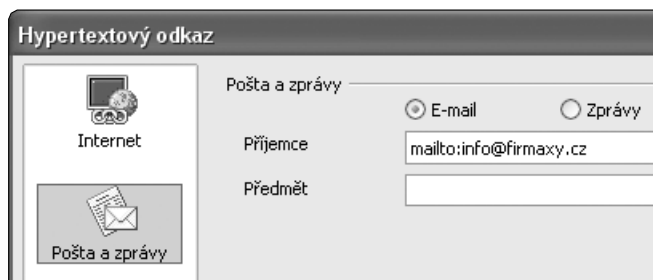 Hypertextový odkaz
Internet
Pošta a zprávy
Pošta a zprávy
E-mail
Zprávy
Příjemce
mailto:info@firmaxy.cz
Předmět